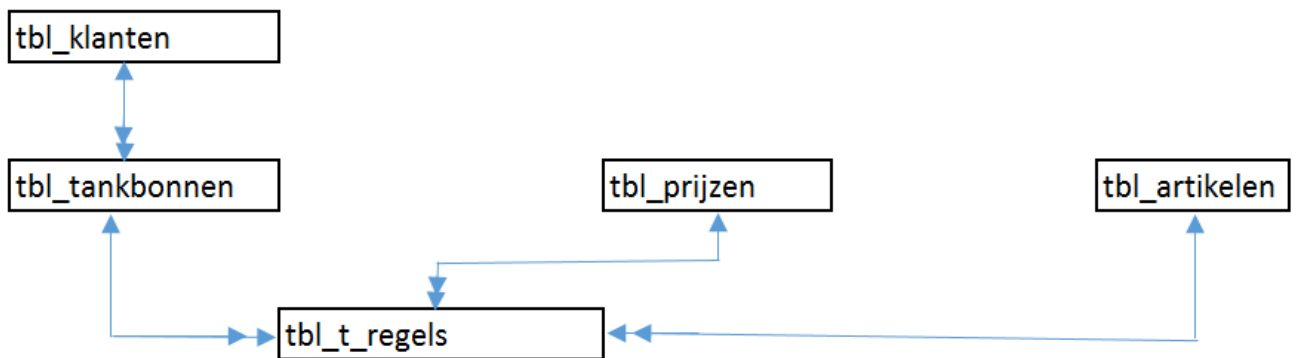 tbl_klanten
tbl_tankbonnen
tbl_prijzen
tbl_artikelen
tbl_t_regels